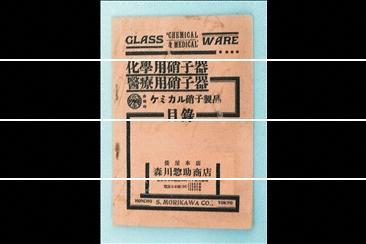 GLASS "CHEMICAL & MEDICAL" WARE
化學用硝子器
醫療用硝子器
ケミカル硝子製品
目錄
森川惣助商店
HONCHO S. MORIKAWA CO., TOKYO